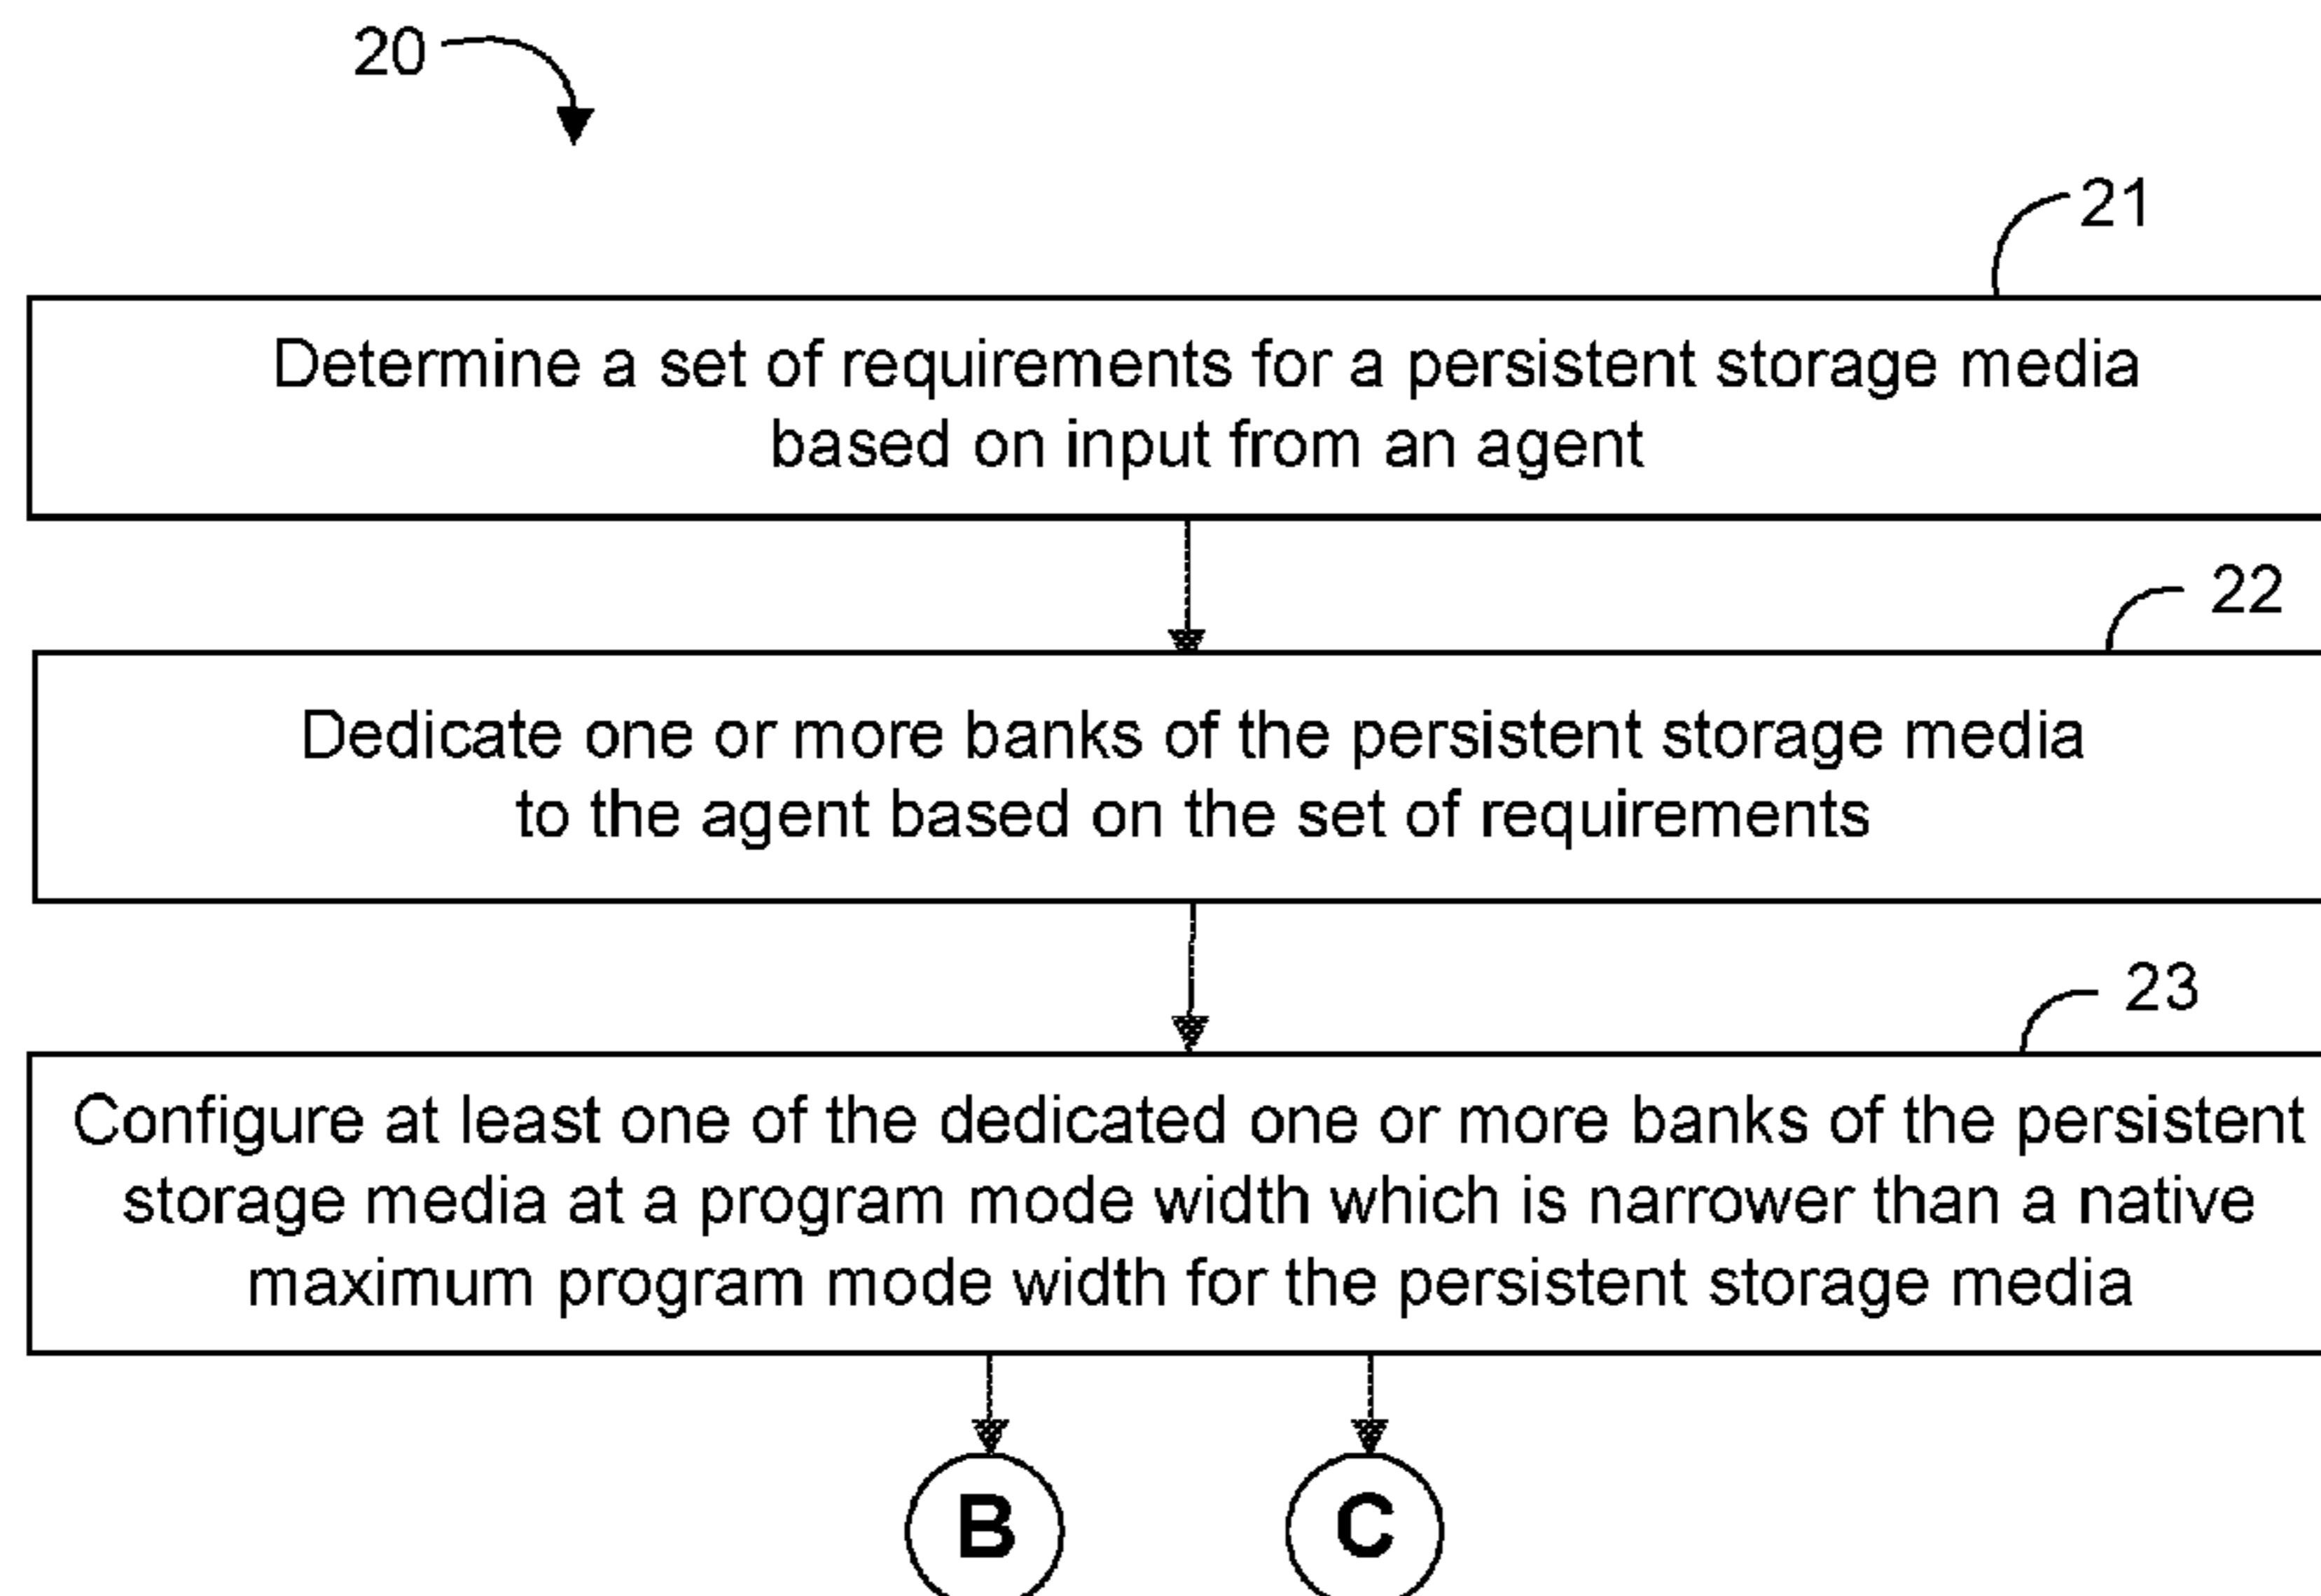 20
21
Determine a set of requirements for a persistent storage media
based on input from an agent
22
Dedicate one or more banks of the persistent storage media
to the agent based on the set of requirements
23
Configure at least one of the dedicated one or more banks of the persistent
storage media at a program mode width which is narrower than a native
maximum program mode width for the persistent storage media
B
C